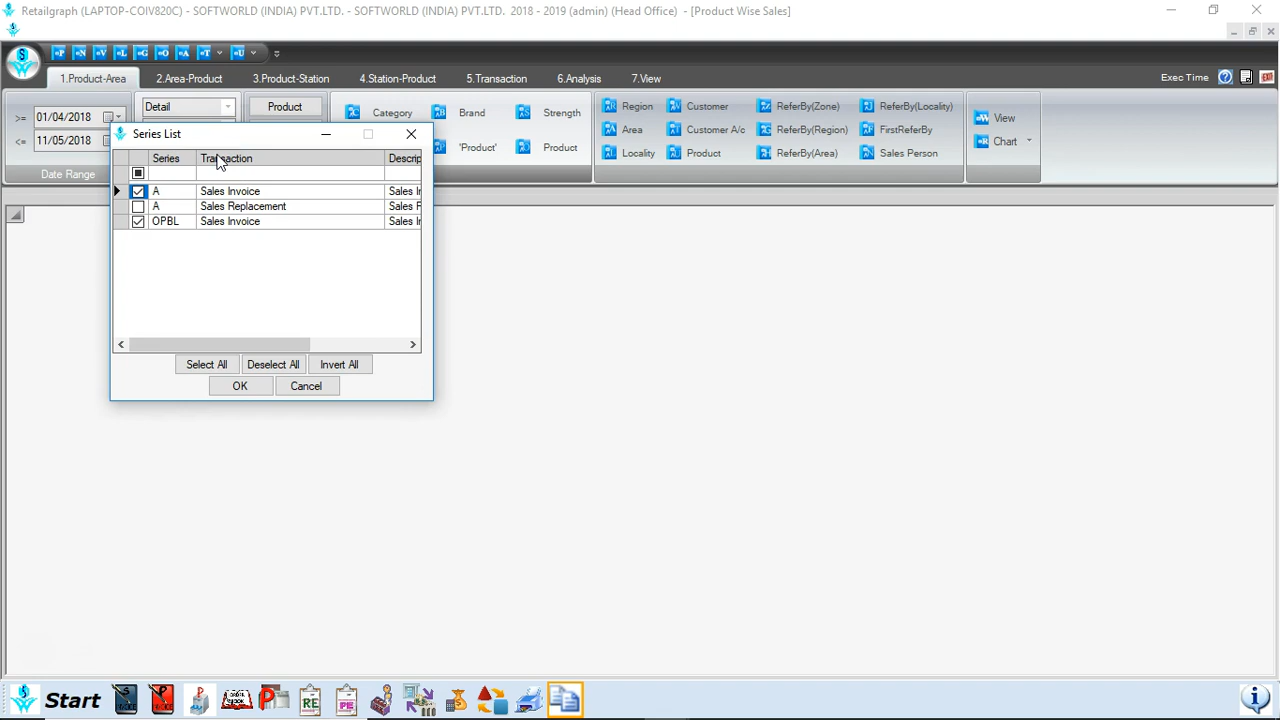 Retailgraph (LAPTOP-COIV820C) - SOFTWORLD (INDIA) PVT.LTD. - SOFTWORLD (INDIA) PVT.LTD. 2018 - 2019 (admin) (Head Office) - [Product Wise Sales]
P N V L G O A T U
1.Product-Area 2.Area-Product 3.Product-Station 4.Station-Product 5.Transaction 6.Analysis 7.View Exec Time
>= 01/04/2018 Detail Product Category Brand Strength Region Customer ReferBy(Zone) ReferBy(Locality) View
<= 11/05/2018 Area Customer A/c ReferBy(Region) FirstReferBy Chart
'Product' Product Locality Product ReferBy(Area) Sales Person
Date Range
Series List
Series Transaction Descrip
A Sales Invoice Sales In
A Sales Replacement Sales R
OPBL Sales Invoice Sales In
Select All Deselect All Invert All
OK Cancel
Start
RE PE